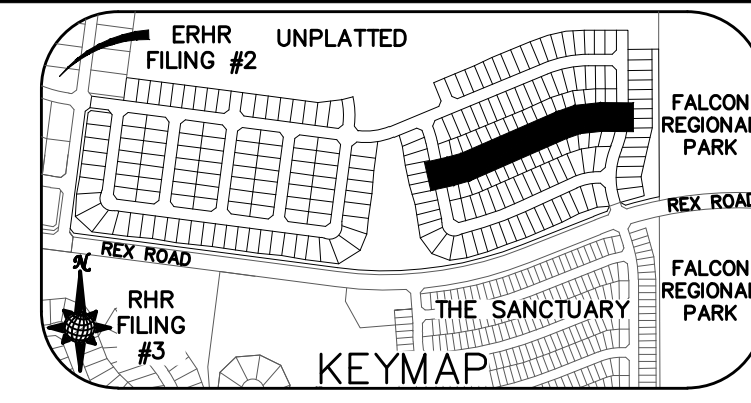 ERHR
FILING #2
UNPLATTED
FALCON
REGIONAL
PARK
REX ROAD
REX ROAD
N
RHR
FILING
#3
THE SANCTUARY
FALCON
REGIONAL
PARK
KEYMAP